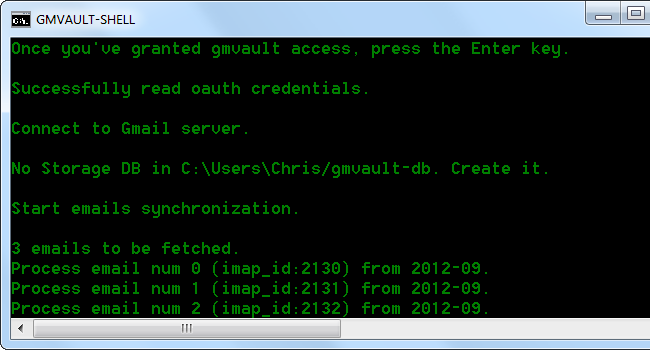 GMVAULT-SHELL
Once you've granted gmvault access, press the Enter key.
Successfully read oauth credentials.
Connect to Gmail server.
No Storage DB in C:\Users\Chris/gmvault-db. Create it.
Start emails synchronization.
3 emails to be fetched.
Process email num 0 (imap_id:2130) from 2012-09.
Process email num 1 (imap_id:2131) from 2012-09.
Process email num 2 (imap_id:2132) from 2012-09.